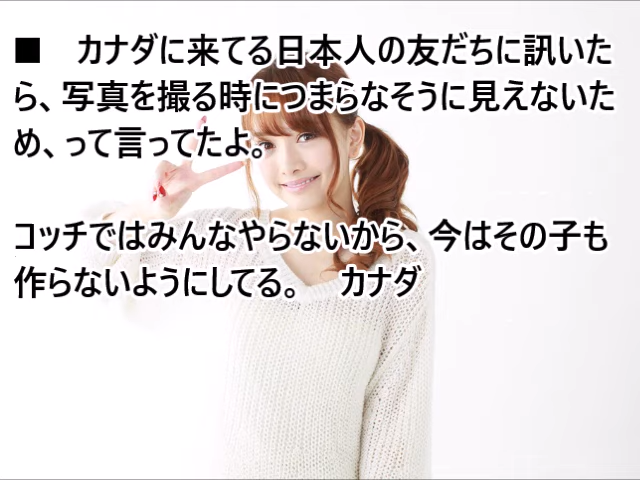 ■　カナダに来てる日本人の友だちに訊いた
ら、写真を撮る時につまらなそうに見えないた
め、って言ってたよ。
コッチではみんなやらないから、今はその子も
作らないようにしてる。　カナダ